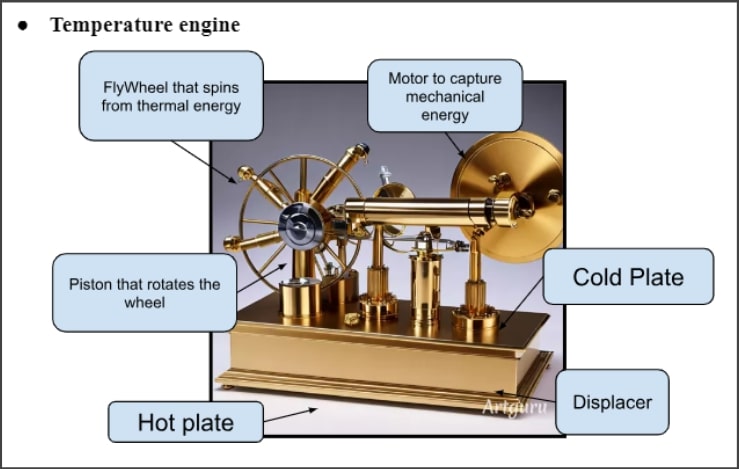 ● Temperature engine
FlyWheel that spins
from thermal energy
Motor to capture
mechanical
energy
Piston that rotates the
wheel
Cold Plate
Displacer
Hot plate
Artguru